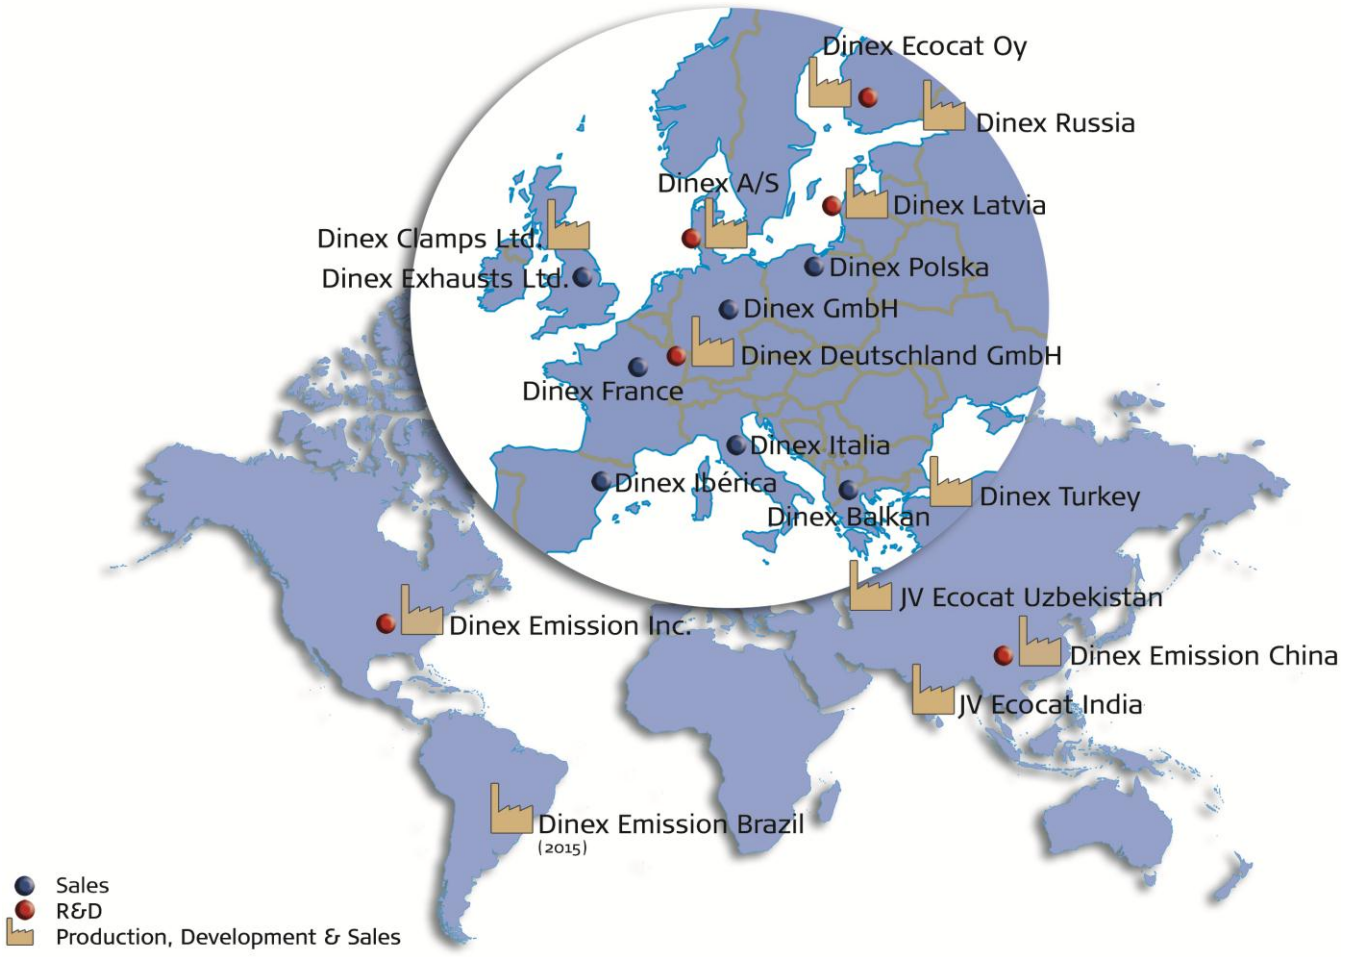 Dinex Ecocat Oy
Dinex Russia
Dinex A/S
Dinex Latvia
Dinex Clamps Ltd.
Dinex Exhausts Ltd.
Dinex Polska
Dinex GmbH
Dinex Deutschland GmbH
Dinex France
Dinex Italia
Dinex Ibérica
Dinex Turkey
Dinex Balkan
JV Ecocat Uzbekistan
Dinex Emission Inc.
Dinex Emission China
JV Ecocat India
Dinex Emission Brazil
(2015)
Sales
R&D
Production, Development & Sales